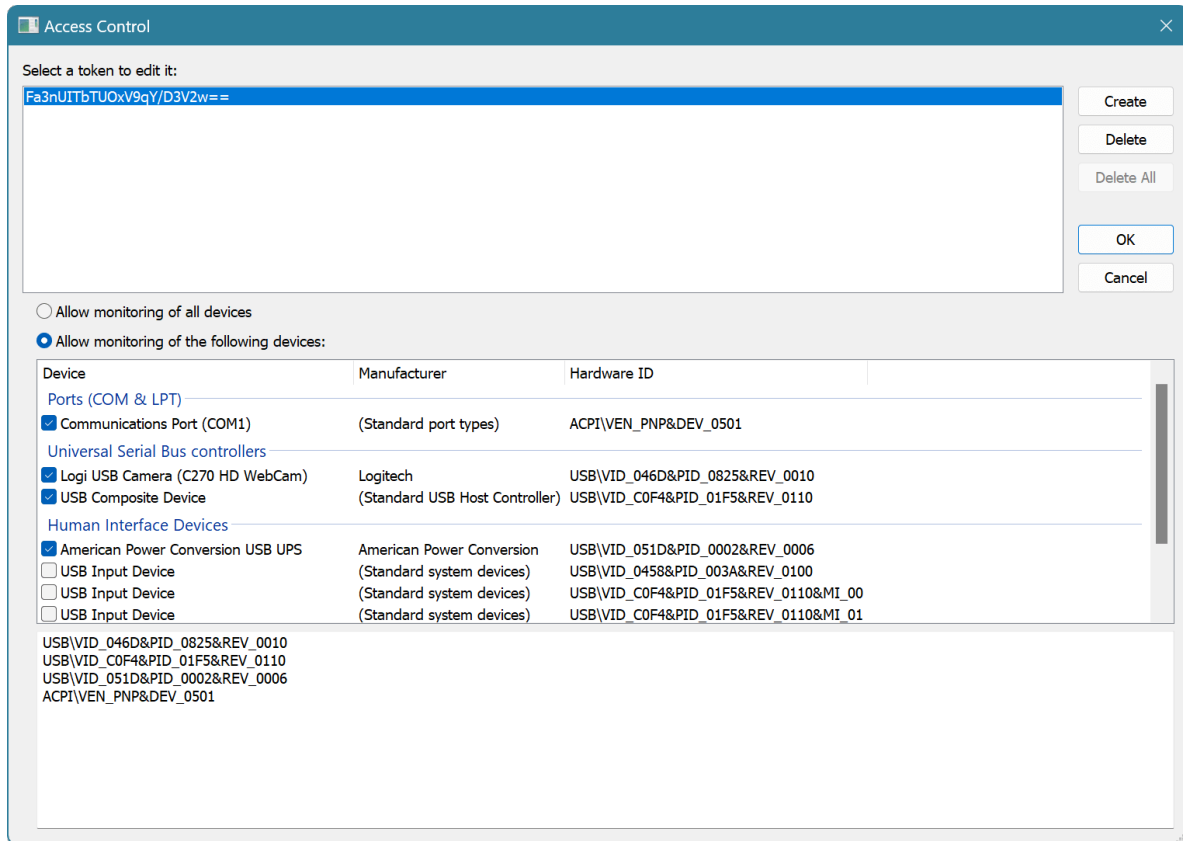 Access Control
Select a token to edit it:
Fa3nUITbTUOxV9qY/D3V2w==
Create
Delete
Delete All
OK
Cancel
Allow monitoring of all devices
Allow monitoring of the following devices:
Device Manufacturer Hardware ID
Ports (COM & LPT)
Communications Port (COM1) (Standard port types) ACPI\VEN_PNP&DEV_0501
Universal Serial Bus controllers
Logi USB Camera (C270 HD WebCam) Logitech USB\VID_046D&PID_0825&REV_0010
USB Composite Device (Standard USB Host Controller) USB\VID_C0F4&PID_01F5&REV_0110
Human Interface Devices
American Power Conversion USB UPS American Power Conversion USB\VID_051D&PID_0002&REV_0006
USB Input Device (Standard system devices) USB\VID_0458&PID_003A&REV_0100
USB Input Device (Standard system devices) USB\VID_C0F4&PID_01F5&REV_0110&MI_00
USB Input Device (Standard system devices) USB\VID_C0F4&PID_01F5&REV_0110&MI_01
USB\VID_046D&PID_0825&REV_0010
USB\VID_C0F4&PID_01F5&REV_0110
USB\VID_051D&PID_0002&REV_0006
ACPI\VEN_PNP&DEV_0501